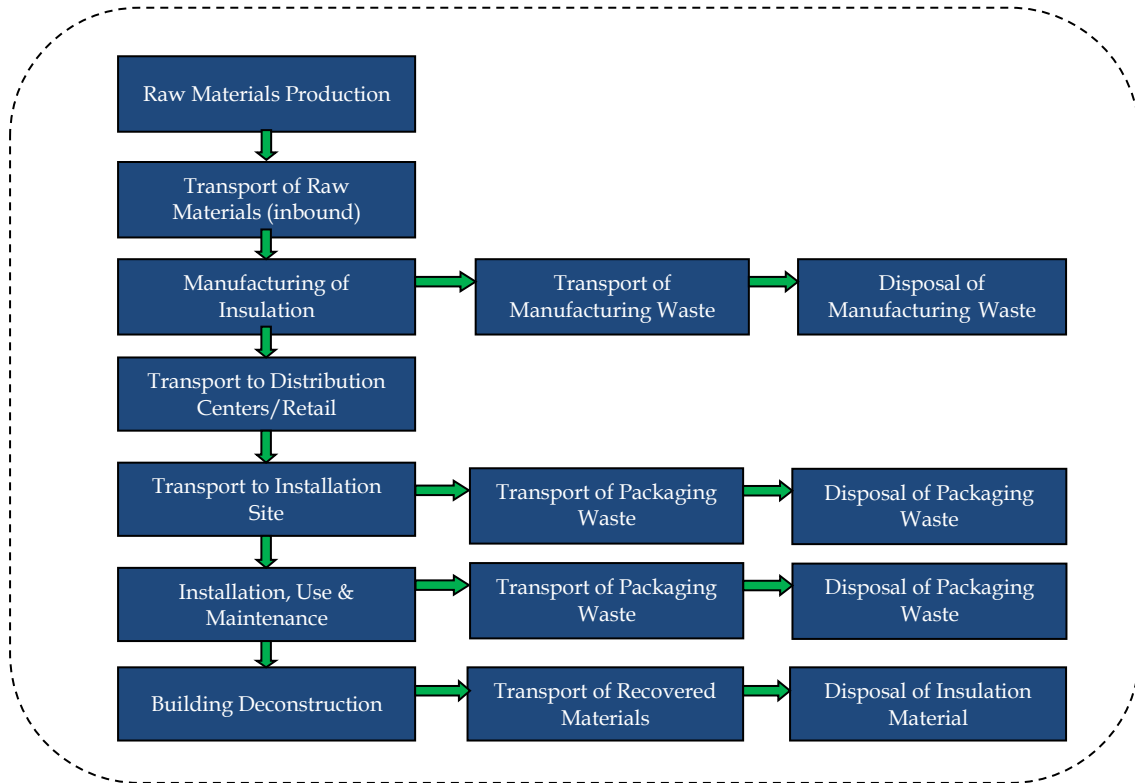 Raw Materials Production
Transport of Raw
Materials (inbound)
Manufacturing of
Insulation
Transport of
Manufacturing Waste
Disposal of
Manufacturing Waste
Transport to Distribution
Centers/Retail
Transport to Installation
Site
Transport of Packaging
Waste
Disposal of Packaging
Waste
Installation, Use &
Maintenance
Transport of Packaging
Waste
Disposal of Packaging
Waste
Building Deconstruction
Transport of Recovered
Materials
Disposal of Insulation
Material